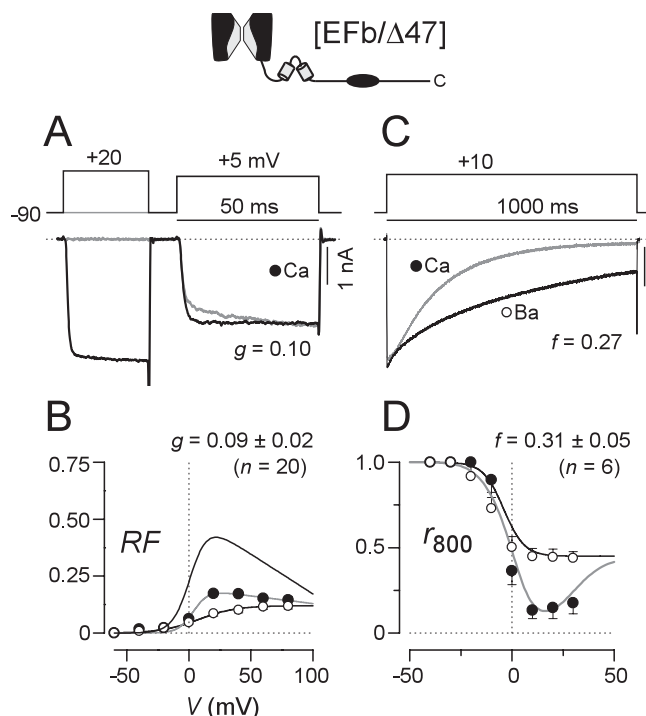 [EFb/Δ47]
C
A
+20
+5 mV
-90
50 ms
Ca
1 nA
g = 0.10
C
+10
1000 ms
Ca
Ba
f = 0.27
B
g = 0.09 ± 0.02
(n = 20)
0.75
0.50
0.25
0
RF
-50
0
50
100
V (mV)
D
f = 0.31 ± 0.05
(n = 6)
1.0
0.5
0
r800
-50
0
50